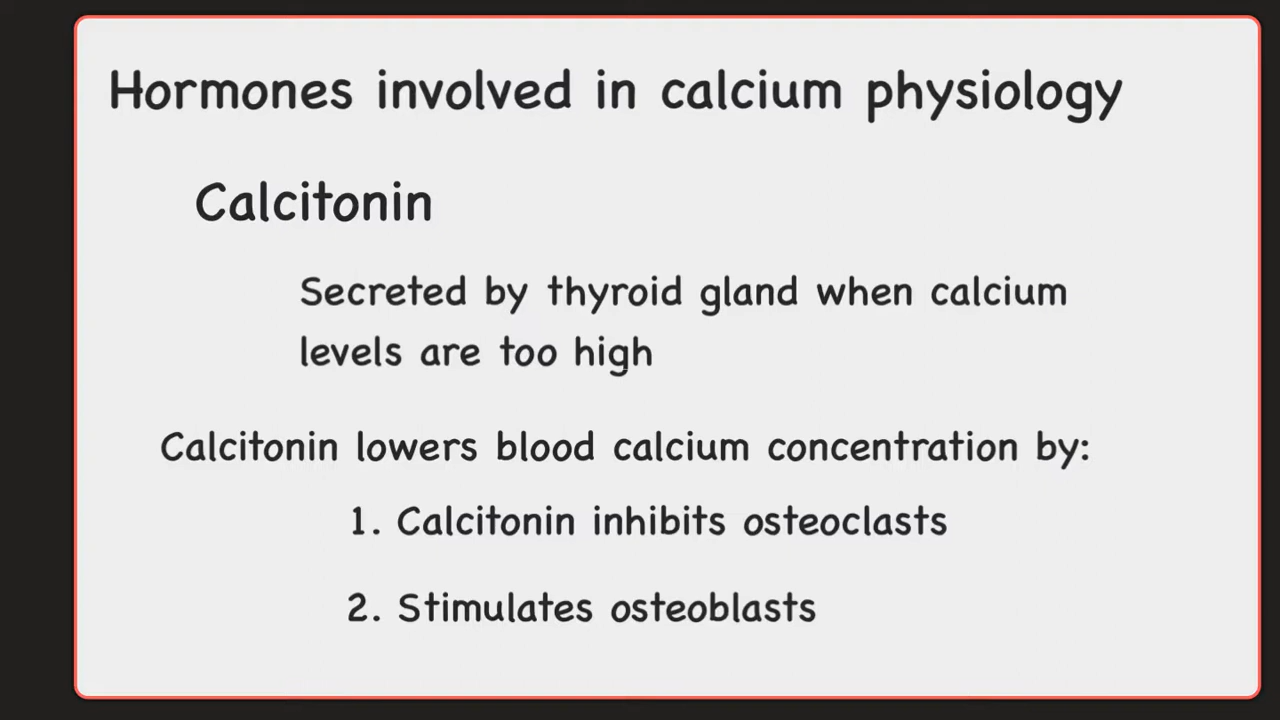 Hormones involved in calcium physiology
Calcitonin
Secreted by thyroid gland when calcium
levels are too high
Calcitonin lowers blood calcium concentration by:
1. Calcitonin inhibits osteoclasts
2. Stimulates osteoblasts